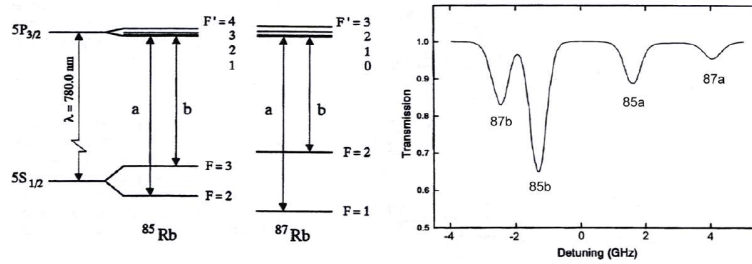 5P3/2
F' = 4
3
2
1
F' = 3
2
1
0
λ = 780.0 nm
a
b
a
b
5S1/2
F = 3
F = 2
F = 2
F = 1
85Rb
87Rb
Transmission
1.0
0.9
0.8
0.7
0.6
0.5
87b
85b
85a
87a
-4
-2
0
2
4
Detuning (GHz)